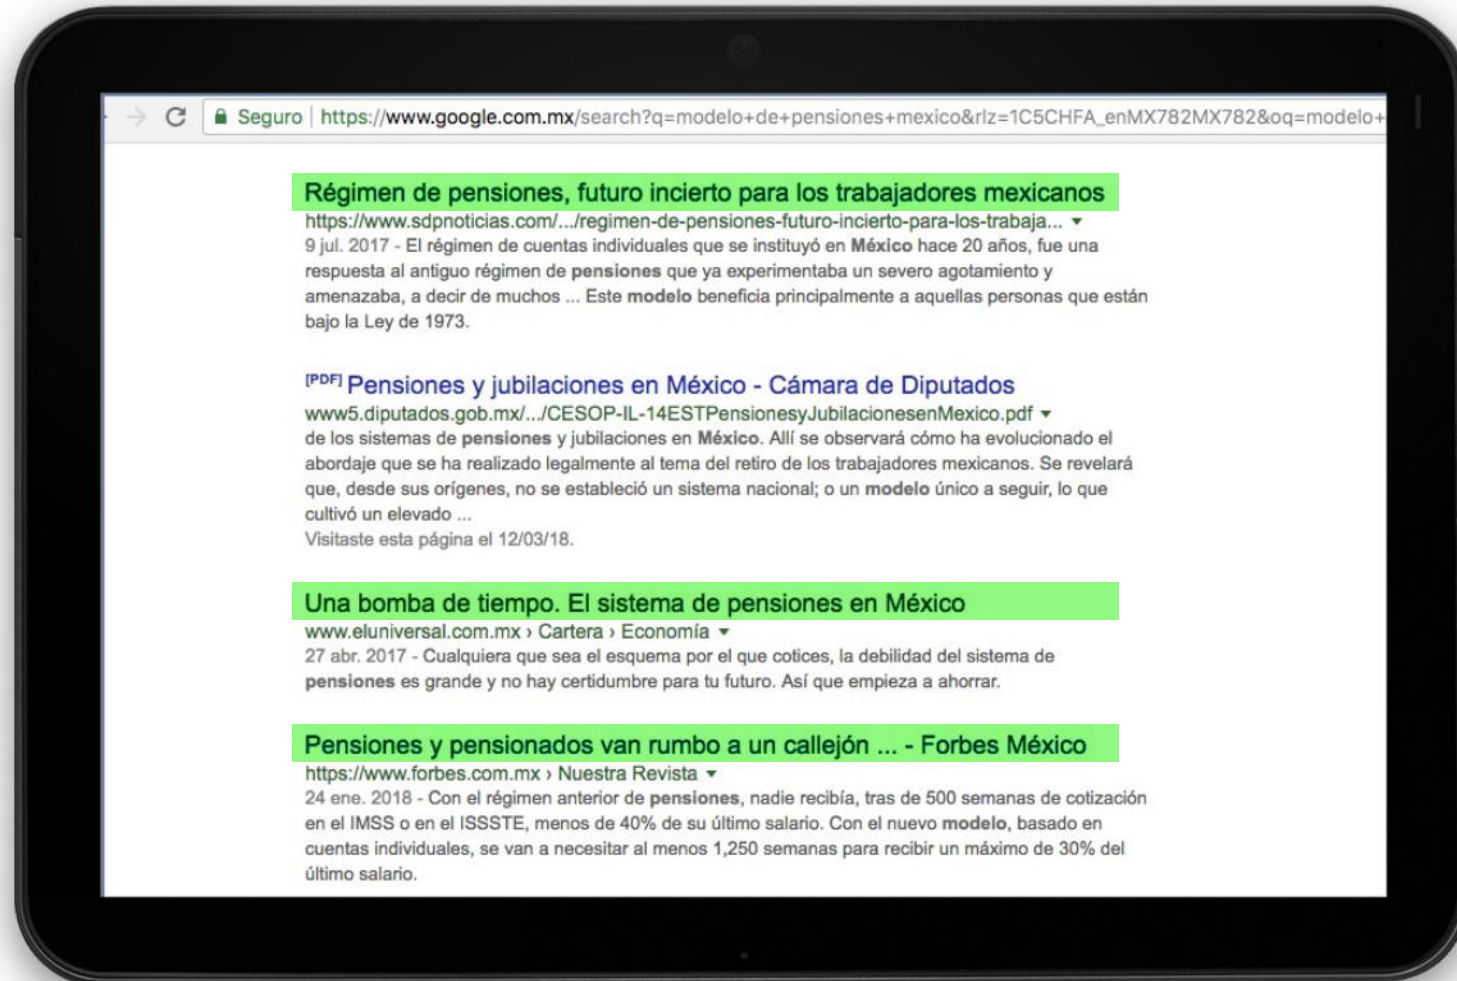 Seguro | https://www.google.com.mx/search?q=modelo+de+pensiones+mexico&rlz=1C5CHFA_enMX782MX782&oq=modelo+
Régimen de pensiones, futuro incierto para los trabajadores mexicanos
https://www.sdpnoticias.com/.../regimen-de-pensiones-futuro-incierto-para-los-trabaja...
9 jul. 2017 - El régimen de cuentas individuales que se instituyó en México hace 20 años, fue una
respuesta al antiguo régimen de pensiones que ya experimentaba un severo agotamiento y
amenazaba, a decir de muchos ... Este modelo beneficia principalmente a aquellas personas que están
bajo la Ley de 1973.
[PDF] Pensiones y jubilaciones en México - Cámara de Diputados
www5.diputados.gob.mx/.../CESOP-IL-14ESTPensionesyJubilacionesenMexico.pdf
de los sistemas de pensiones y jubilaciones en México. Allí se observará cómo ha evolucionado el
abordaje que se ha realizado legalmente al tema del retiro de los trabajadores mexicanos. Se revelará
que, desde sus orígenes, no se estableció un sistema nacional; o un modelo único a seguir, lo que
cultivó un elevado ...
Visitaste esta página el 12/03/18.
Una bomba de tiempo. El sistema de pensiones en México
www.eluniversal.com.mx › Cartera › Economía
27 abr. 2017 - Cualquiera que sea el esquema por el que cotices, la debilidad del sistema de
pensiones es grande y no hay certidumbre para tu futuro. Así que empieza a ahorrar.
Pensiones y pensionados van rumbo a un callejón ... - Forbes México
https://www.forbes.com.mx › Nuestra Revista
24 ene. 2018 - Con el régimen anterior de pensiones, nadie recibía, tras de 500 semanas de cotización
en el IMSS o en el ISSSTE, menos de 40% de su último salario. Con el nuevo modelo, basado en
cuentas individuales, se van a necesitar al menos 1,250 semanas para recibir un máximo de 30% del
último salario.